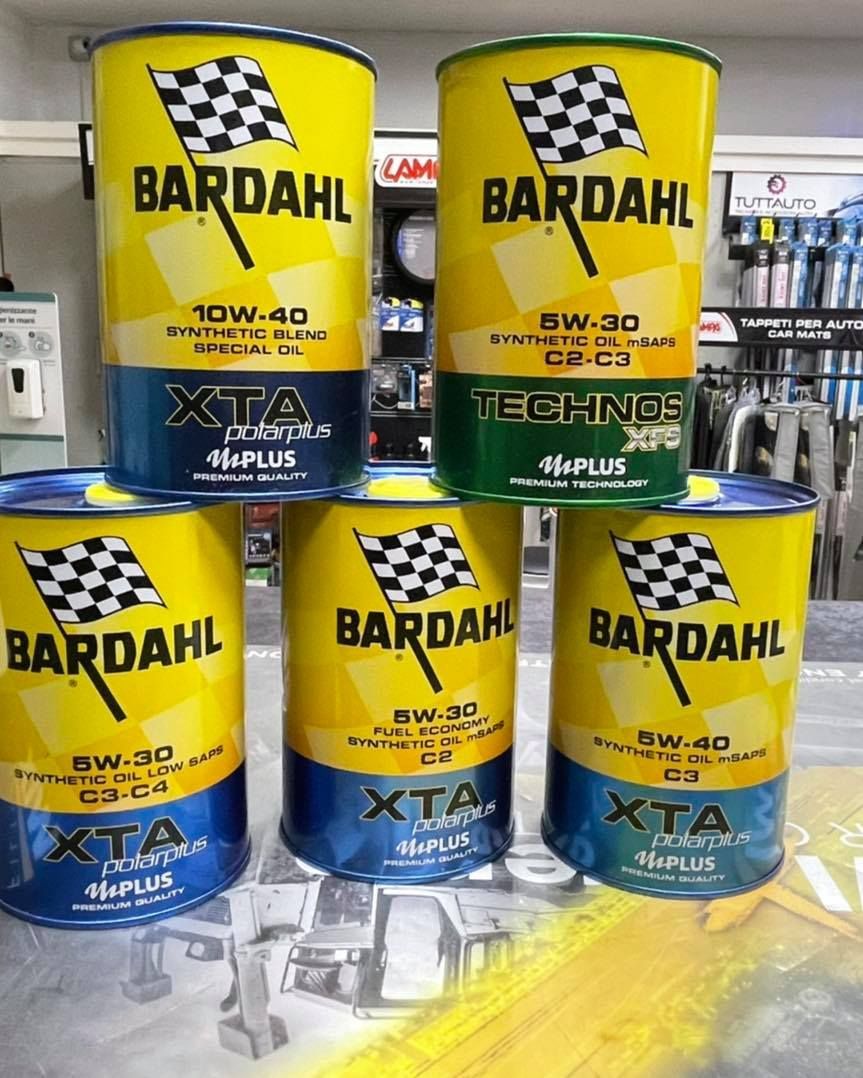 BARDAHL
®
10W-40
SYNTHETIC BLEND
SPECIAL OIL
XTA
polarplus
PLUS
PREMIUM QUALITY
BARDAHL
®
5W-30
SYNTHETIC OIL mSAPS
C2-C3
TECHNOS
XFS
PLUS
PREMIUM TECHNOLOGY
TUTTAUTO
TAPPETI PER AUTO
CAR MATS
BARDAHL
®
5W-30
SYNTHETIC OIL LOW SAPS
C3-C4
XTA
polarplus
PLUS
PREMIUM QUALITY
BARDAHL
®
5W-30
FUEL ECONOMY
SYNTHETIC OIL mSAPS
C2
XTA
polarplus
PLUS
PREMIUM QUALITY
BARDAHL
®
5W-40
SYNTHETIC OIL mSAPS
C3
XTA
polarplus
PLUS
PREMIUM QUALITY